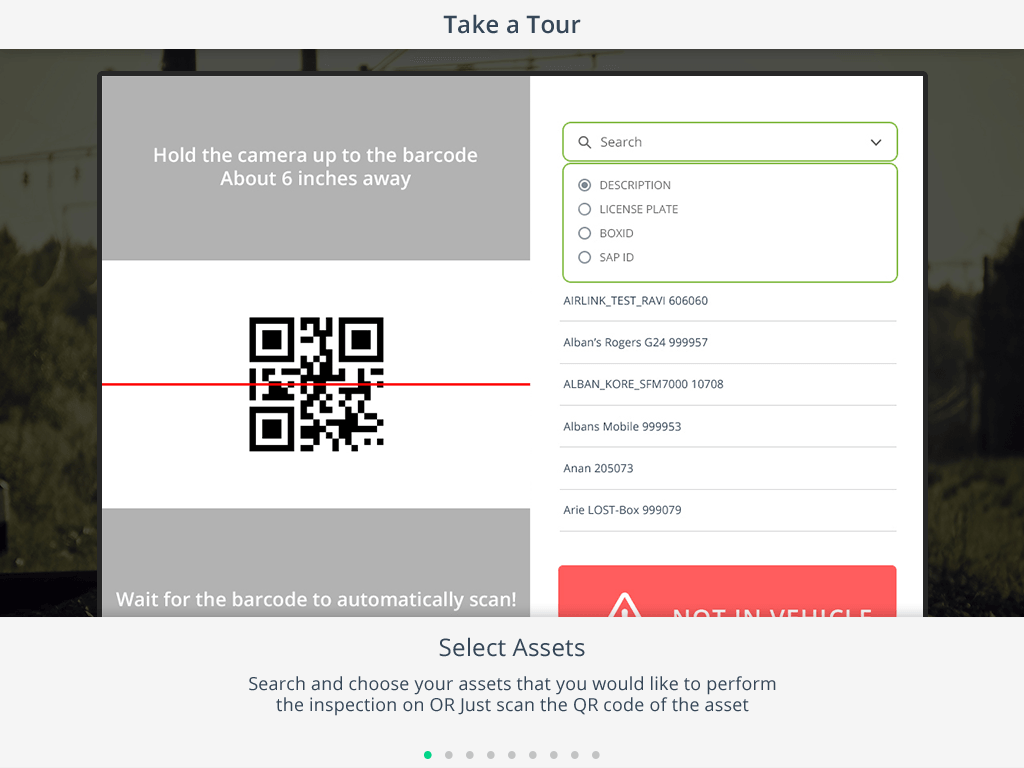 Take a Tour
Hold the camera up to the barcode
About 6 inches away
Wait for the barcode to automatically scan!
Search
DESCRIPTION
LICENSE PLATE
BOXID
SAP ID
AIRLINK_TEST_RAVI 606060
Alban’s Rogers G24 999957
ALBAN_KORE_SFM7000 10708
Albans Mobile 999953
Anan 205073
Arie LOST-Box 999079
NOT IN VEHICLE
Select Assets
Search and choose your assets that you would like to perform
the inspection on OR Just scan the QR code of the asset